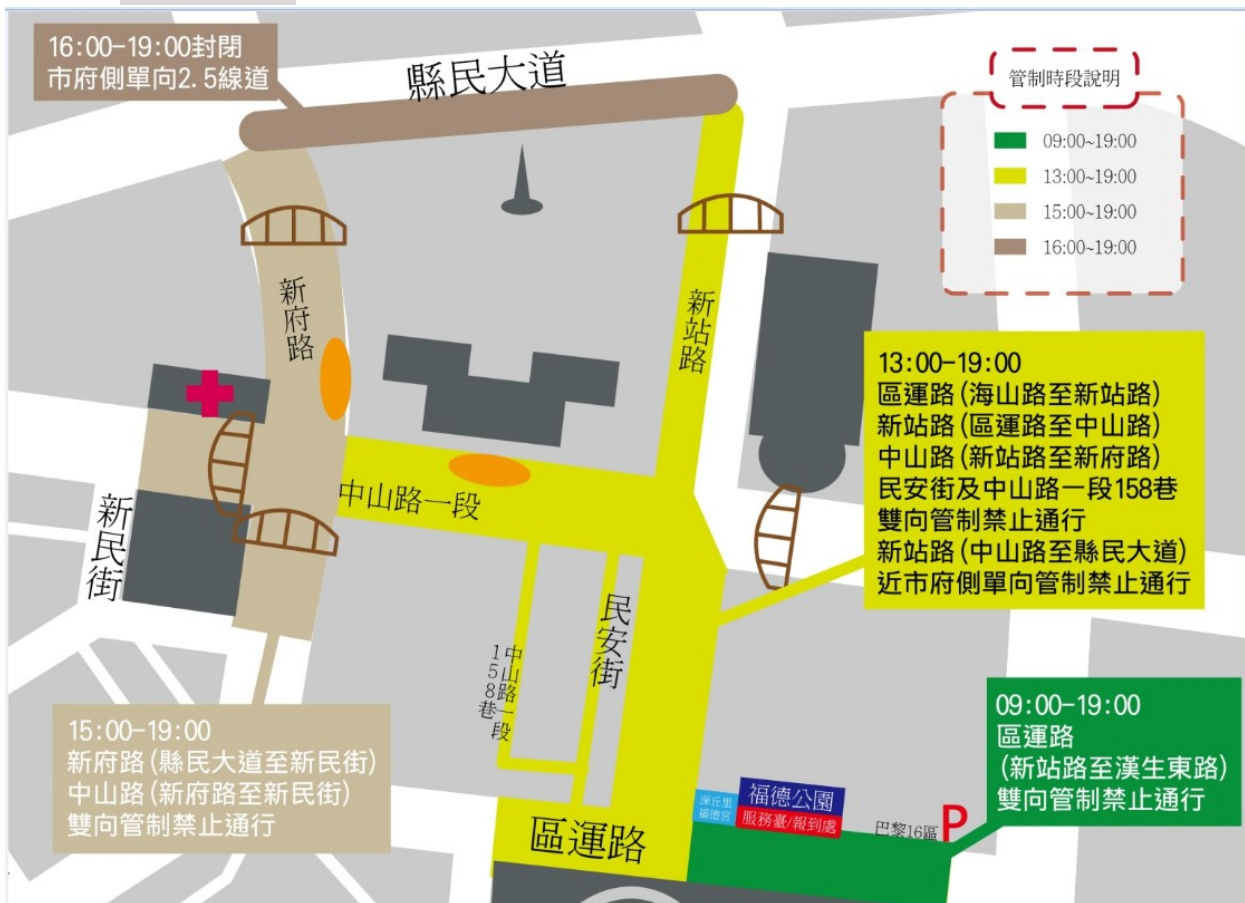 16:00-19:00封閉
市府側單向2.5線道
縣民大道
管制時段說明
09:00~19:00
13:00~19:00
15:00~19:00
16:00~19:00
新府路
新站路
13:00-19:00
區運路(海山路至新站路)
新站路(區運路至中山路)
中山路(新站路至新府路)
民安街及中山路一段158巷
雙向管制禁止通行
新站路(中山路至縣民大道)
近市府側單向管制禁止通行
中山路一段
新民街
民安街
中山路一段
158巷
15:00-19:00
新府路(縣民大道至新民街)
中山路(新府路至新民街)
雙向管制禁止通行
09:00-19:00
區運路
(新站路至漢生東路)
雙向管制禁止通行
深丘里
福德宮
福德公園
服務臺/報到處
巴黎16區
P
區運路